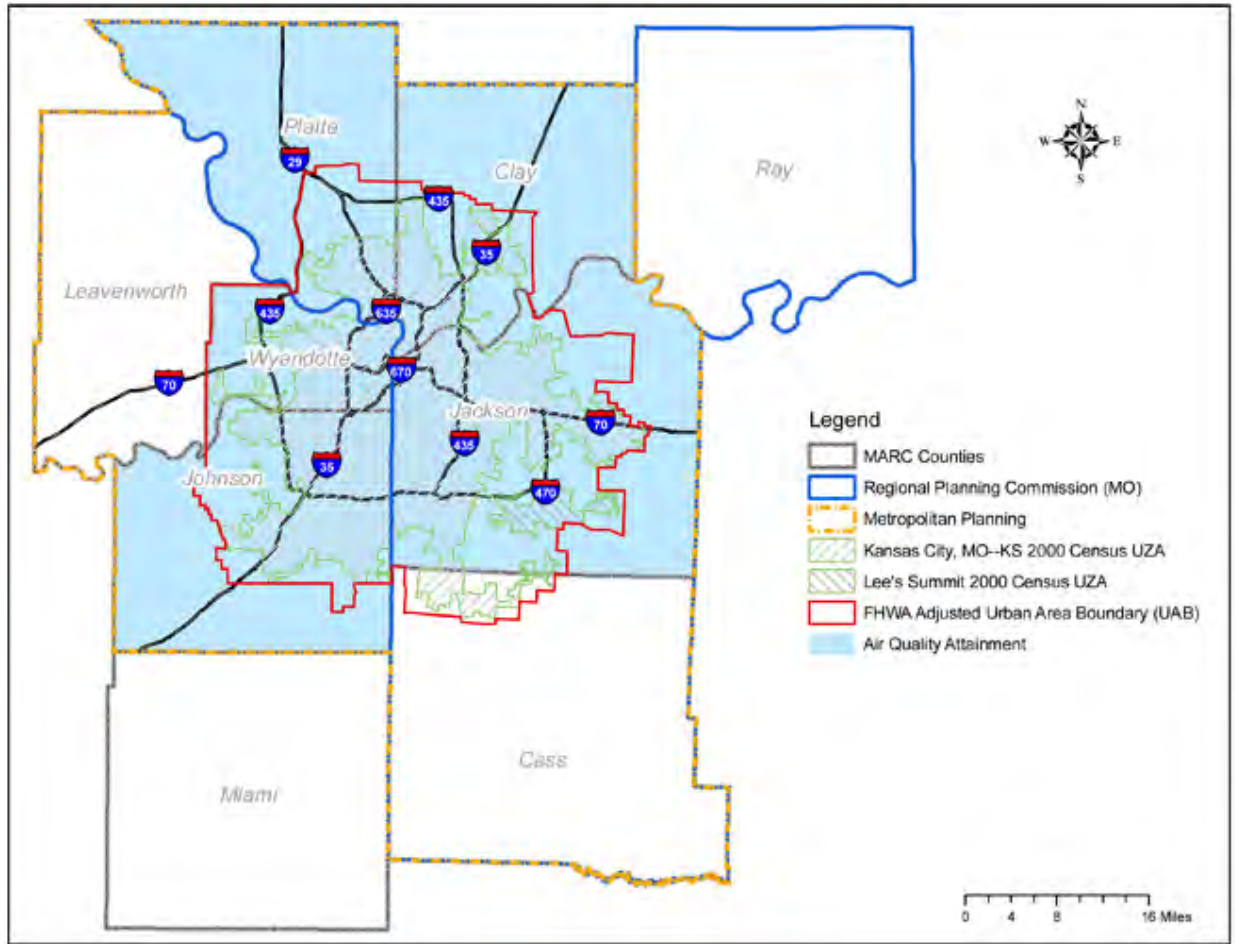 Platte
29
Clay
Ray
N
W E
S
435
35
Leavenworth
435
635
Wyandotte
670
70
Jackson
70
435
35
Johnson
470
Legend
MARC Counties
Regional Planning Commission (MO)
Metropolitan Planning
Kansas City, MO--KS 2000 Census UZA
Lee's Summit 2000 Census UZA
FHWA Adjusted Urban Area Boundary (UAB)
Air Quality Attainment
Cass
Miami
0 4 8 16 Miles